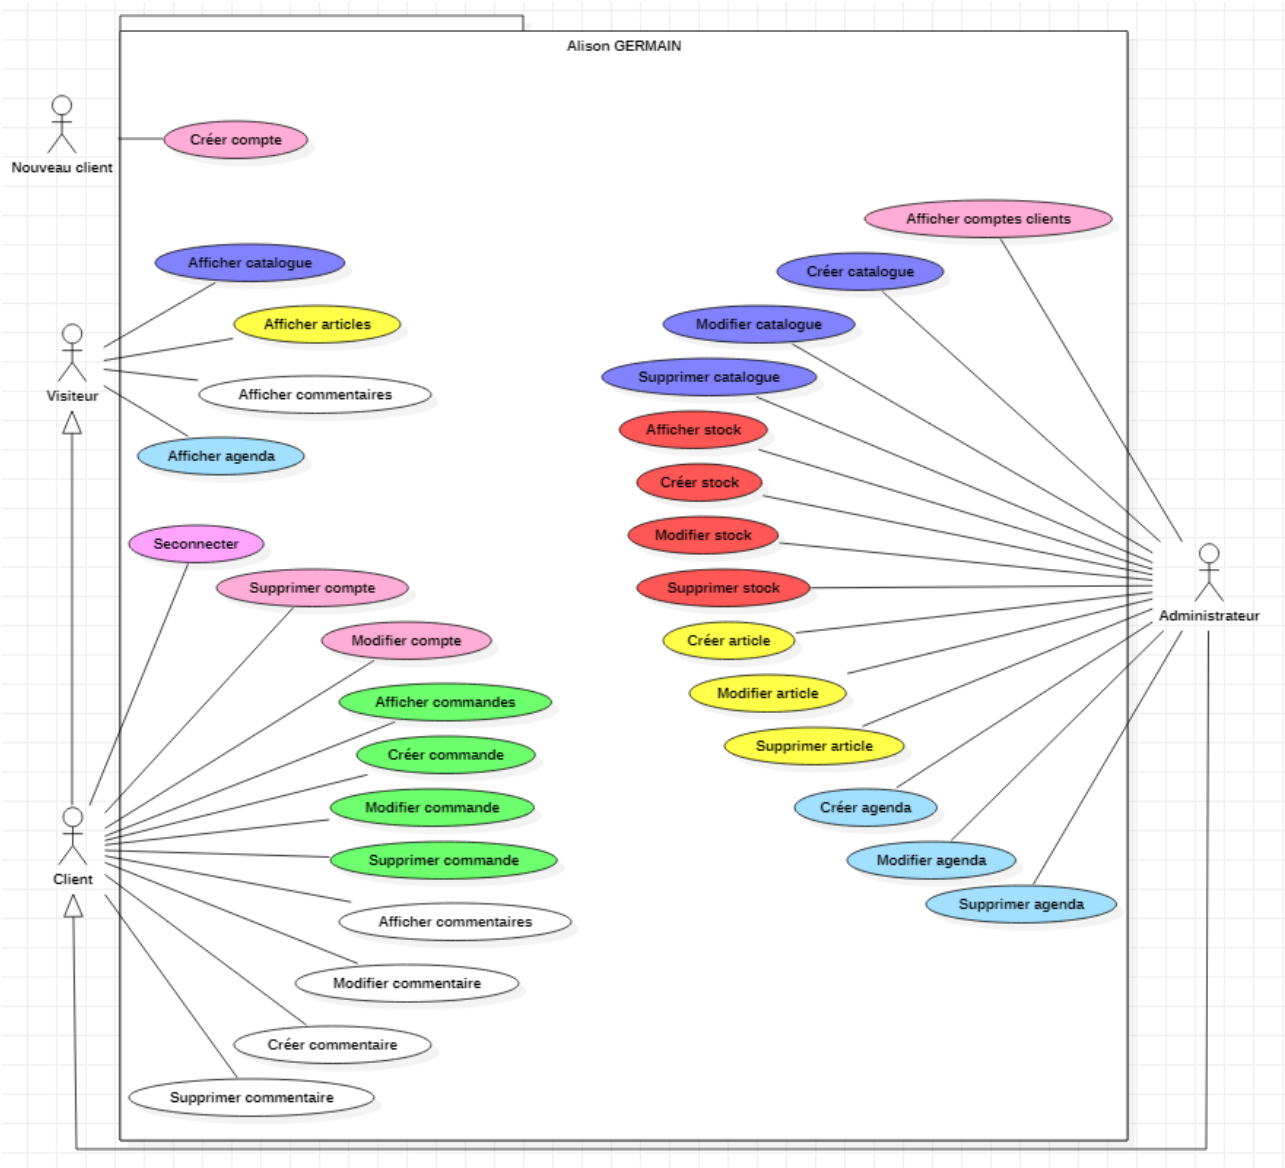 Alison GERMAIN
Nouveau client
Créer compte
Visiteur
Afficher catalogue
Afficher articles
Afficher commentaires
Afficher agenda
Client
Seconnecter
Supprimer compte
Modifier compte
Afficher commandes
Créer commande
Modifier commande
Supprimer commande
Afficher commentaires
Modifier commentaire
Créer commentaire
Supprimer commentaire
Afficher comptes clients
Créer catalogue
Modifier catalogue
Supprimer catalogue
Afficher stock
Créer stock
Modifier stock
Supprimer stock
Créer article
Modifier article
Supprimer article
Créer agenda
Modifier agenda
Supprimer agenda
Administrateur